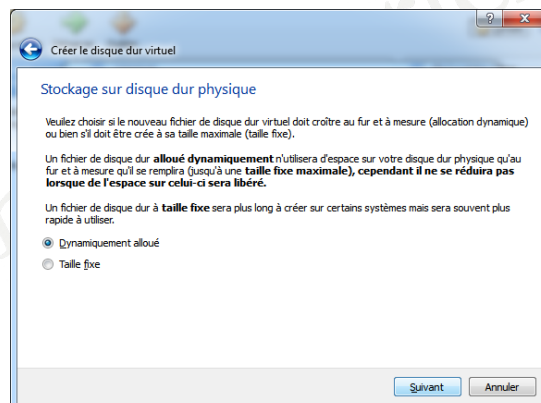 Créer le disque dur virtuel
Stockage sur disque dur physique
Veuilez choisir si le nouveau fichier de disque dur virtuel doit croître au fur et à mesure (allocation dynamique)
ou bien s'il doit être crée à sa taille maximale (taille fixe).
Un fichier de disque dur alloué dynamiquement n'utilisera d'espace sur votre disque dur physique qu'au
fur et à mesure qu'il se remplira (jusqu'à une taille fixe maximale), cependant il ne se réduira pas
lorsque de l'espace sur celui-ci sera libéré.
Un fichier de disque dur à taille fixe sera plus long à créer sur certains systèmes mais sera souvent plus
rapide à utiliser.
Dynamiquement alloué
Taille fixe
Suivant Annuler